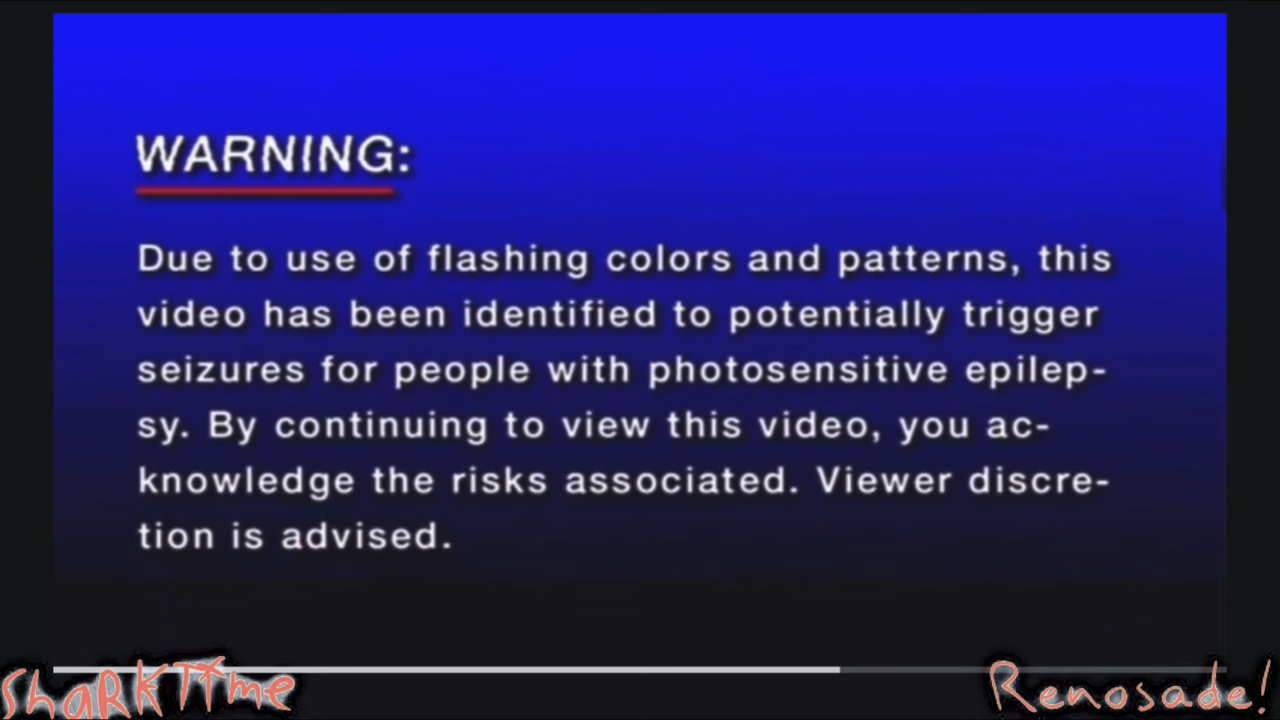 WARNING:
Due to use of flashing colors and patterns, this
video has been identified to potentially trigger
seizures for people with photosensitive epilep-
sy. By continuing to view this video, you ac-
knowledge the risks associated. Viewer discre-
tion is advised.
ShaRKTime
Renosade!